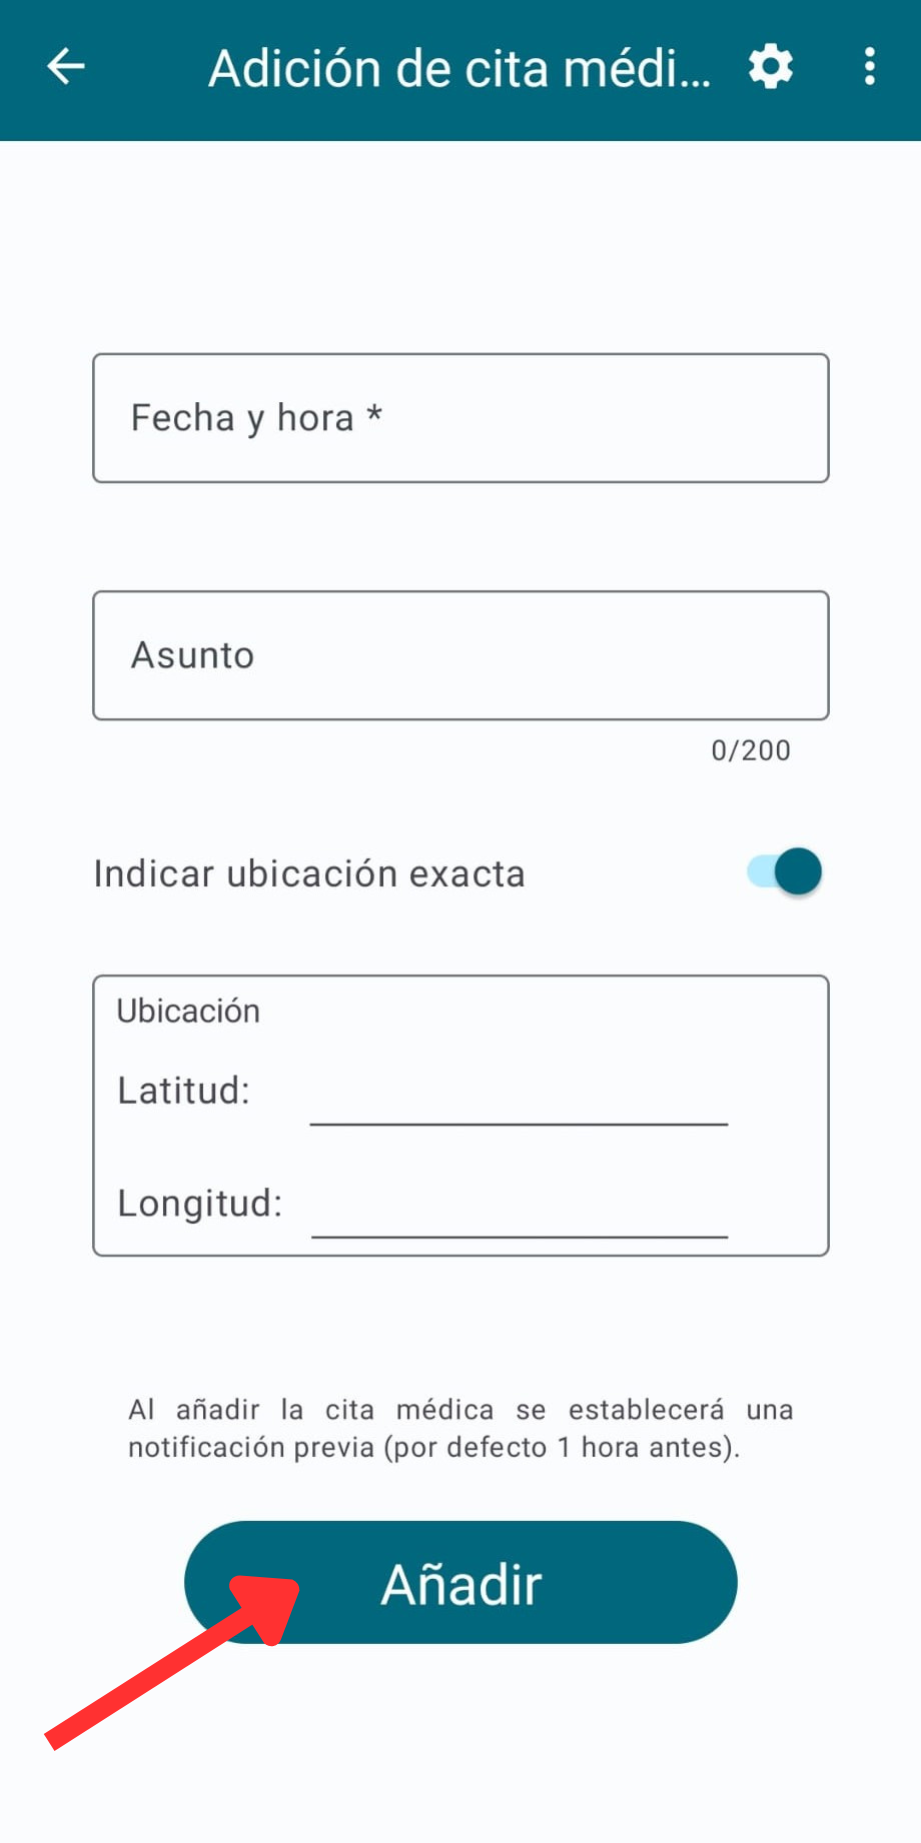 Adición de cita médi...
Fecha y hora *
Asunto
0/200
Indicar ubicación exacta
Ubicación
Latitud:
Longitud:
Al añadir la cita médica se establecerá una
notificación previa (por defecto 1 hora antes).
Añadir